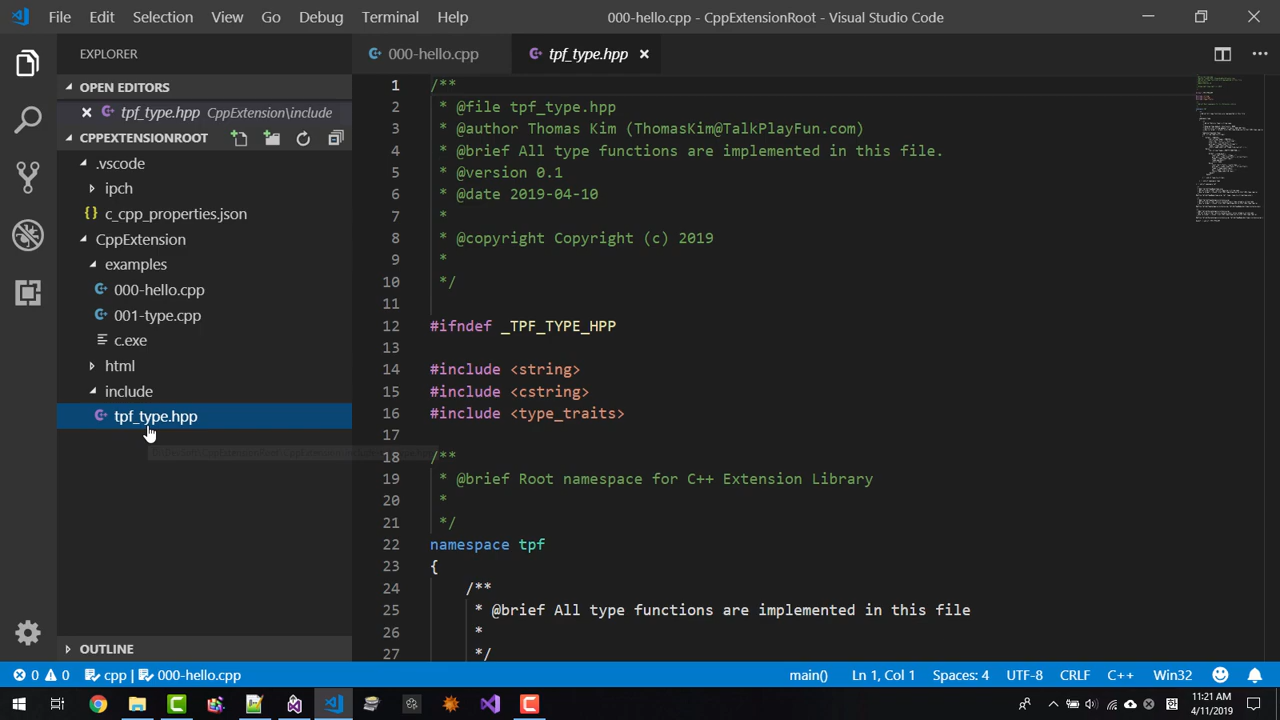 File Edit Selection View Go Debug Terminal Help
000-hello.cpp - CppExtensionRoot - Visual Studio Code
EXPLORER
OPEN EDITORS
tpf_type.hpp CppExtension\include
CPPEXTENSIONROOT
.vscode
ipch
{} c_cpp_properties.json
CppExtension
examples
000-hello.cpp
001-type.cpp
c.exe
html
include
tpf_type.hpp
OUTLINE
000-hello.cpp
tpf_type.hpp
1 /**
2 * @file tpf_type.hpp
3 * @author Thomas Kim (ThomasKim@TalkPlayFun.com)
4 * @brief All type functions are implemented in this file.
5 * @version 0.1
6 * @date 2019-04-10
7 *
8 * @copyright Copyright (c) 2019
9 *
10 */
11
12 #ifndef _TPF_TYPE_HPP
13
14 #include <string>
15 #include <cstring>
16 #include <type_traits>
17
18 /**
19 * @brief Root namespace for C++ Extension Library
20 *
21 */
22 namespace tpf
23 {
24 /**
25 * @brief All type functions are implemented in this file
26 *
27 */
0 0 cpp | 000-hello.cpp main() Ln 1, Col 1 Spaces: 4 UTF-8 CRLF C++ Win32
11:21 AM
4/11/2019